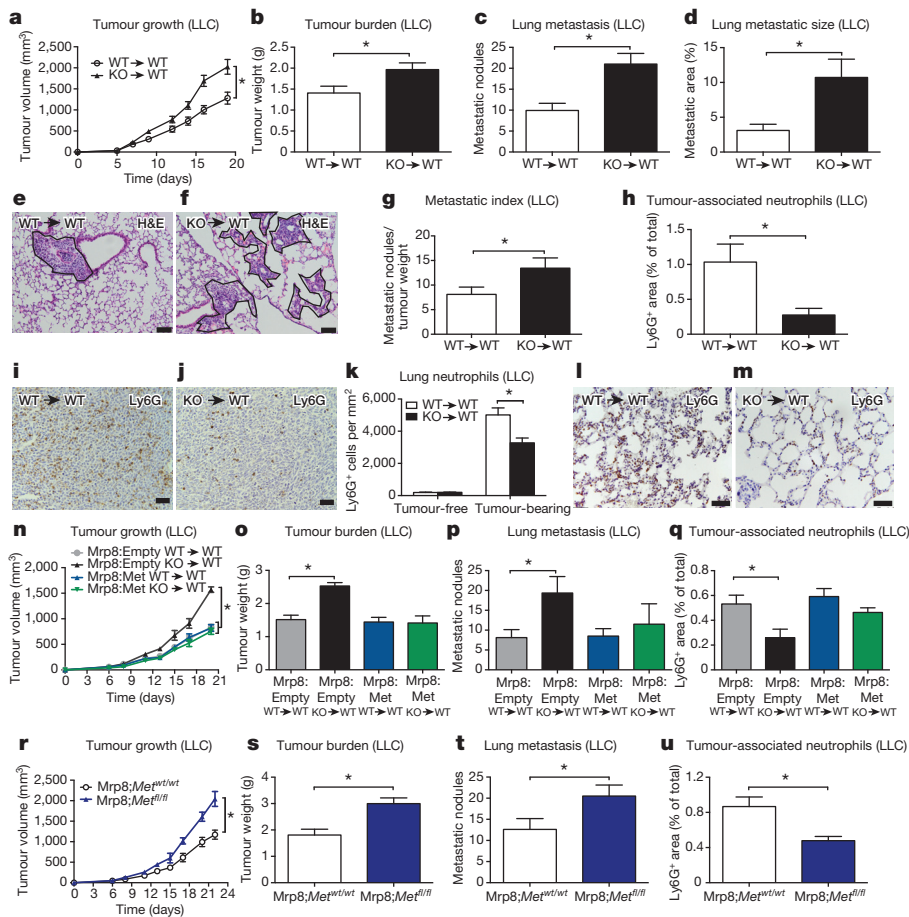 a Tumour growth (LLC)
Tumour volume (mm³)
2,500
2,000
1,500
1,000
500
0
WT → WT
KO → WT
*
0 5 10 15 20
Time (days)
b Tumour burden (LLC)
Tumour weight (g)
2.5
2.0
1.5
1.0
0.5
0
*
WT → WT KO → WT
c Lung metastasis (LLC)
Metastatic nodules
25
20
15
10
5
0
*
WT → WT KO → WT
d Lung metastatic size (LLC)
Metastatic area (%)
15
10
5
0
*
WT → WT KO → WT
e WT → WT H&E
f KO → WT H&E
g Metastatic index (LLC)
Metastatic nodules/
tumour weight
20
15
10
5
0
*
WT → WT KO → WT
h Tumour-associated neutrophils (LLC)
Ly6G⁺ area (% of total)
1.5
1.0
0.5
0
*
WT → WT KO → WT
i WT → WT Ly6G
j KO → WT Ly6G
k Lung neutrophils (LLC)
Ly6G⁺ cells per mm²
6,000
4,000
2,000
0
WT → WT
KO → WT
*
Tumour-free Tumour-bearing
l WT → WT Ly6G
m KO → WT Ly6G
n Tumour growth (LLC)
Tumour volume (mm³)
2,500
2,000
1,500
1,000
500
0
Mrp8:Empty WT → WT
Mrp8:Empty KO → WT
Mrp8:Met WT → WT
Mrp8:Met KO → WT
*
0 3 6 9 12 15 18 21
Time (days)
o Tumour burden (LLC)
Tumour weight (g)
3
2
1
0
*
Mrp8: Mrp8: Mrp8: Mrp8:
Empty Empty Met Met
WT→WT KO→WT WT→WT KO→WT
p Lung metastasis (LLC)
Metastatic nodules
30
20
10
0
*
Mrp8: Mrp8: Mrp8: Mrp8:
Empty Empty Met Met
WT→WT KO→WT WT→WT KO→WT
q Tumour-associated neutrophils (LLC)
Ly6G⁺ area (% of total)
0.8
0.6
0.4
0.2
0
*
Mrp8: Mrp8: Mrp8: Mrp8:
Empty Empty Met Met
WT→WT KO→WT WT→WT KO→WT
r Tumour growth (LLC)
Tumour volume (mm³)
2,500
2,000
1,500
1,000
500
0
Mrp8;Metwt/wt
Mrp8;Metfl/fl
*
0 3 6 9 12 15 18 21 24
Time (days)
s Tumour burden (LLC)
Tumour weight (g)
4
3
2
1
0
*
Mrp8;Metwt/wt Mrp8;Metfl/fl
t Lung metastasis (LLC)
Metastatic nodules
25
20
15
10
5
0
*
Mrp8;Metwt/wt Mrp8;Metfl/fl
u Tumour-associated neutrophils (LLC)
Ly6G⁺ area (% of total)
1.2
0.8
0.4
0
*
Mrp8;Metwt/wt Mrp8;Metfl/fl